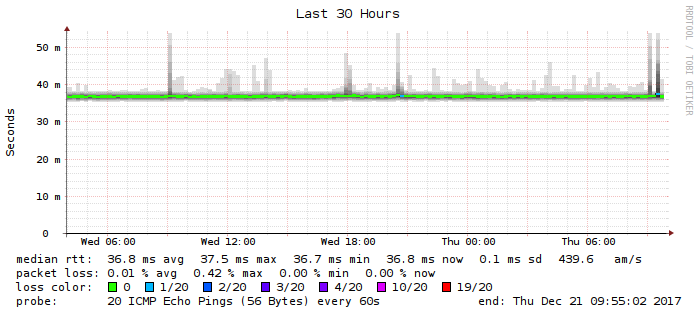 Last 30 Hours
RRDTOOL / TOBI OETIKER
Seconds
50 m
40 m
30 m
20 m
10 m
0
Wed 06:00 Wed 12:00 Wed 18:00 Thu 00:00 Thu 06:00
median rtt: 36.8 ms avg 37.5 ms max 36.7 ms min 36.8 ms now 0.1 ms sd 439.6 am/s
packet loss: 0.01 % avg 0.42 % max 0.00 % min 0.00 % now
loss color: 0 1/20 2/20 3/20 4/20 10/20 19/20
probe: 20 ICMP Echo Pings (56 Bytes) every 60s end: Thu Dec 21 09:55:02 2017